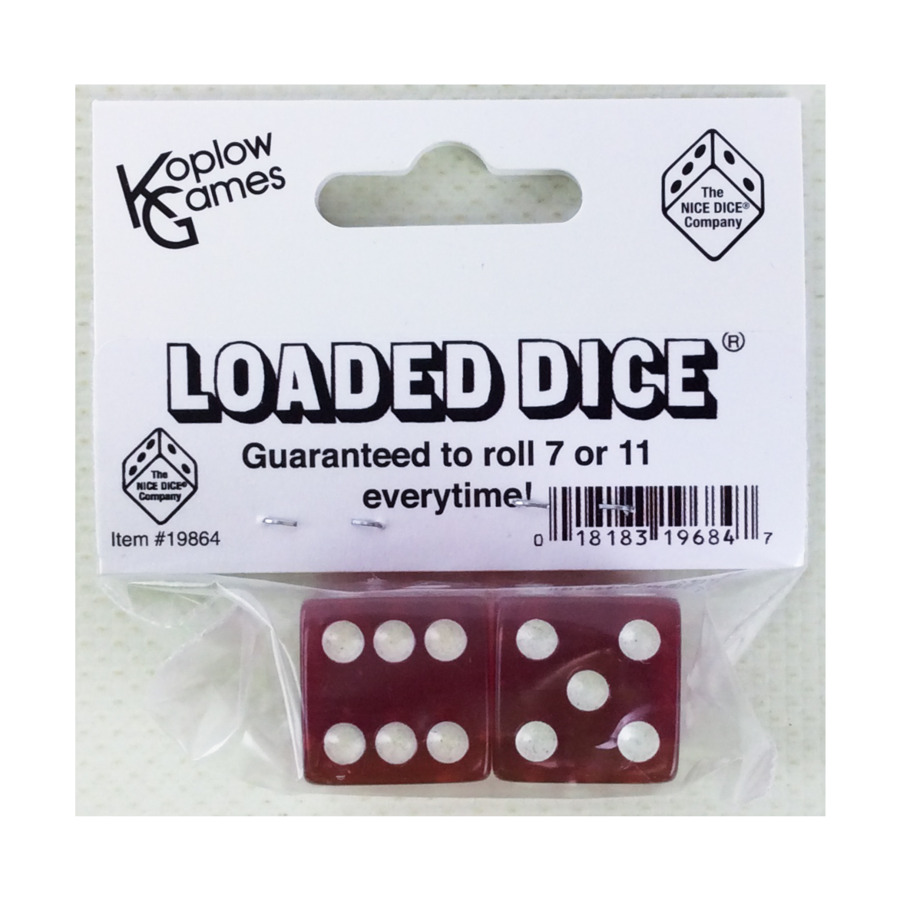 Koplow
Games
The
NICE DICE®
Company
LOADED DICE®
Guaranteed to roll 7 or 11
everytime!
The
NICE DICE®
Company
Item #19864
0 18183 19684 7